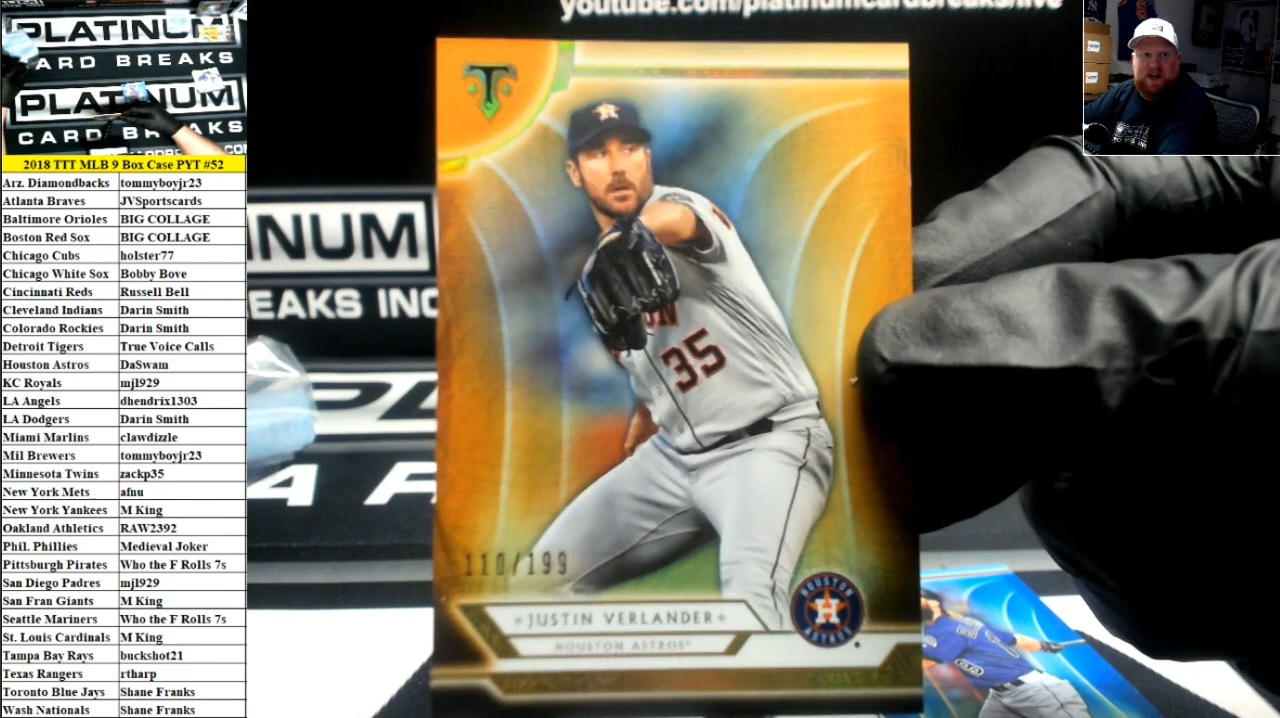 youtube.com/platinumcardbreaks/live
PLATINUM
CARD BREAKS
PLATINUM
CARD BREAKS
2018 TTT MLB 9 Box Case PYT #52
Arz. Diamondbacks tommyboyjr23
Atlanta Braves JVSportscards
Baltimore Orioles BIG COLLAGE
Boston Red Sox BIG COLLAGE
Chicago Cubs holster77
Chicago White Sox Bobby Bove
Cincinnati Reds Russell Bell
Cleveland Indians Darin Smith
Colorado Rockies Darin Smith
Detroit Tigers True Voice Calls
Houston Astros DaSwam
KC Royals mjl929
LA Angels dhendrix1303
LA Dodgers Darin Smith
Miami Marlins clawdizzle
Mil Brewers tommyboyjr23
Minnesota Twins zackp35
New York Mets afnu
New York Yankees M King
Oakland Athletics RAW2392
Phil. Phillies Medieval Joker
Pittsburgh Pirates Who the F Rolls 7s
San Diego Padres mjl929
San Fran Giants M King
Seattle Mariners Who the F Rolls 7s
St. Louis Cardinals M King
Tampa Bay Rays buckshot21
Texas Rangers rtharp
Toronto Blue Jays Shane Franks
Wash Nationals Shane Franks
NUM
EAKS INC
PL
A
T
35
110/199
JUSTIN VERLANDER
HOUSTON ASTROS
HOUSTON
H
ASTROS